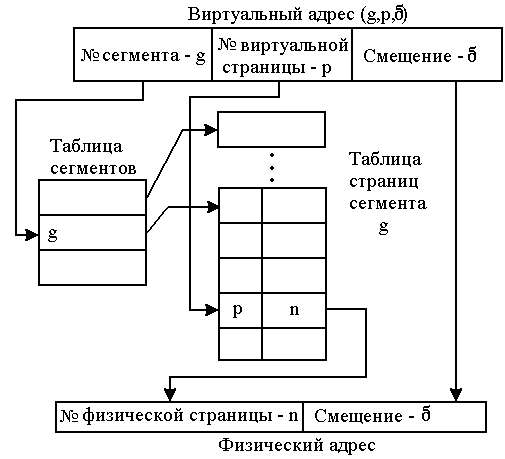 Виртуальный адрес (g,p,δ)
№ сегмента - g
№ виртуальной
страницы - p
Смещение - δ
Таблица
сегментов
g
Таблица
страниц
сегмента
g
p
n
№ физической страницы - n
Смещение - δ
Физический адрес